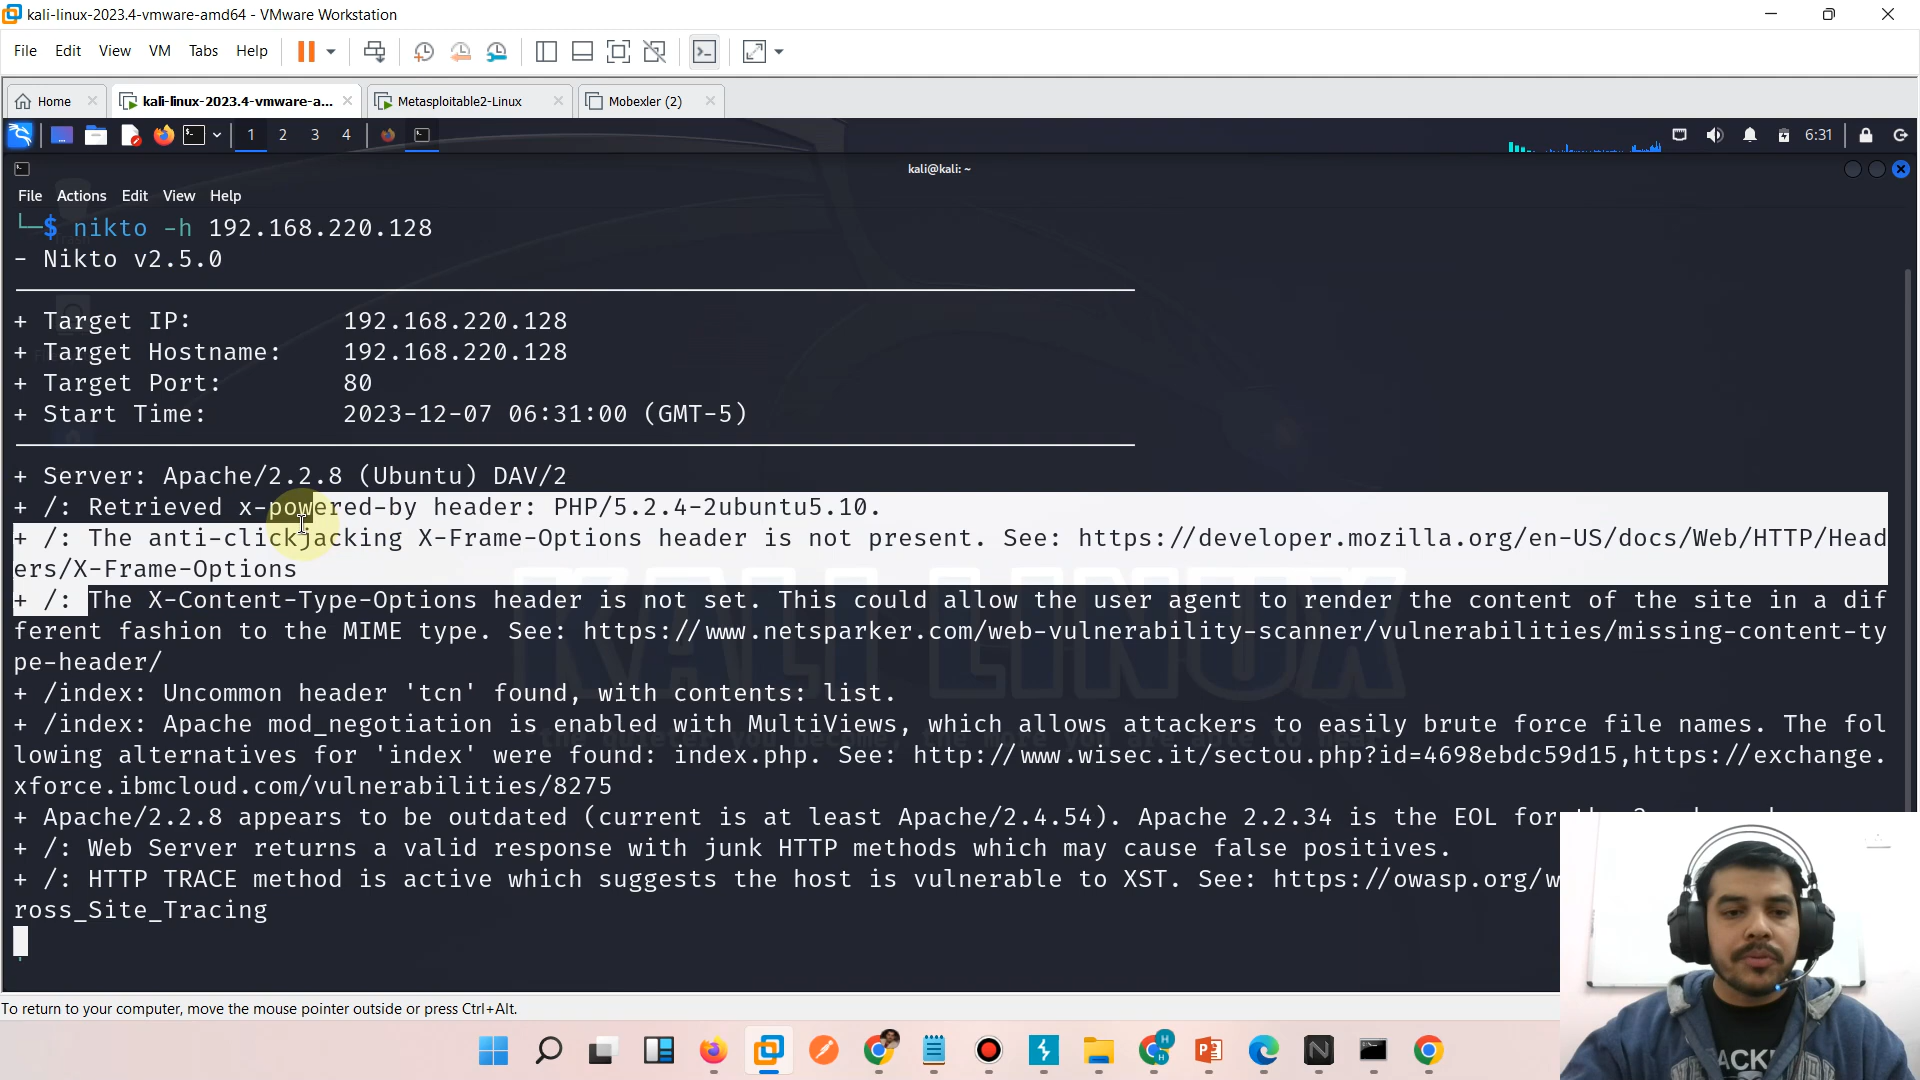 kali-linux-2023.4-vmware-amd64 - VMware Workstation
File Edit View VM Tabs Help
Home kali-linux-2023.4-vmware-a... Metasploitable2-Linux Mobexler (2)
1 2 3 4 6:31
kali@kali: ~
File Actions Edit View Help
└─$ nikto -h 192.168.220.128
- Nikto v2.5.0
+ Target IP: 192.168.220.128
+ Target Hostname: 192.168.220.128
+ Target Port: 80
+ Start Time: 2023-12-07 06:31:00 (GMT-5)
+ Server: Apache/2.2.8 (Ubuntu) DAV/2
+ /: Retrieved x-powered-by header: PHP/5.2.4-2ubuntu5.10.
+ /: The anti-clickjacking X-Frame-Options header is not present. See: https://developer.mozilla.org/en-US/docs/Web/HTTP/Head
ers/X-Frame-Options
+ /: The X-Content-Type-Options header is not set. This could allow the user agent to render the content of the site in a dif
ferent fashion to the MIME type. See: https://www.netsparker.com/web-vulnerability-scanner/vulnerabilities/missing-content-ty
pe-header/
KALI LINUX
+ /index: Uncommon header 'tcn' found, with contents: list.
+ /index: Apache mod_negotiation is enabled with MultiViews, which allows attackers to easily brute force file names. The fol
the quieter you become, the more you are able to hear
lowing alternatives for 'index' were found: index.php. See: http://www.wisec.it/sectou.php?id=4698ebdc59d15,https://exchange.
xforce.ibmcloud.com/vulnerabilities/8275
+ Apache/2.2.8 appears to be outdated (current is at least Apache/2.4.54). Apache 2.2.34 is the EOL for
+ /: Web Server returns a valid response with junk HTTP methods which may cause false positives.
+ /: HTTP TRACE method is active which suggests the host is vulnerable to XST. See: https://owasp.org/w
ross_Site_Tracing
To return to your computer, move the mouse pointer outside or press Ctrl+Alt.